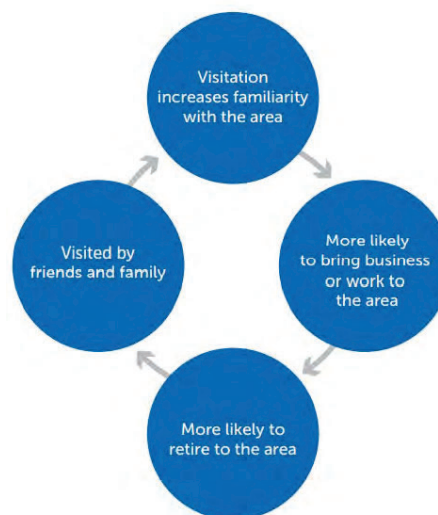 Visitation
increases familiarity
with the area
More likely
to bring business
or work to
the area
More likely to
retire to the area
Visited by
friends and family